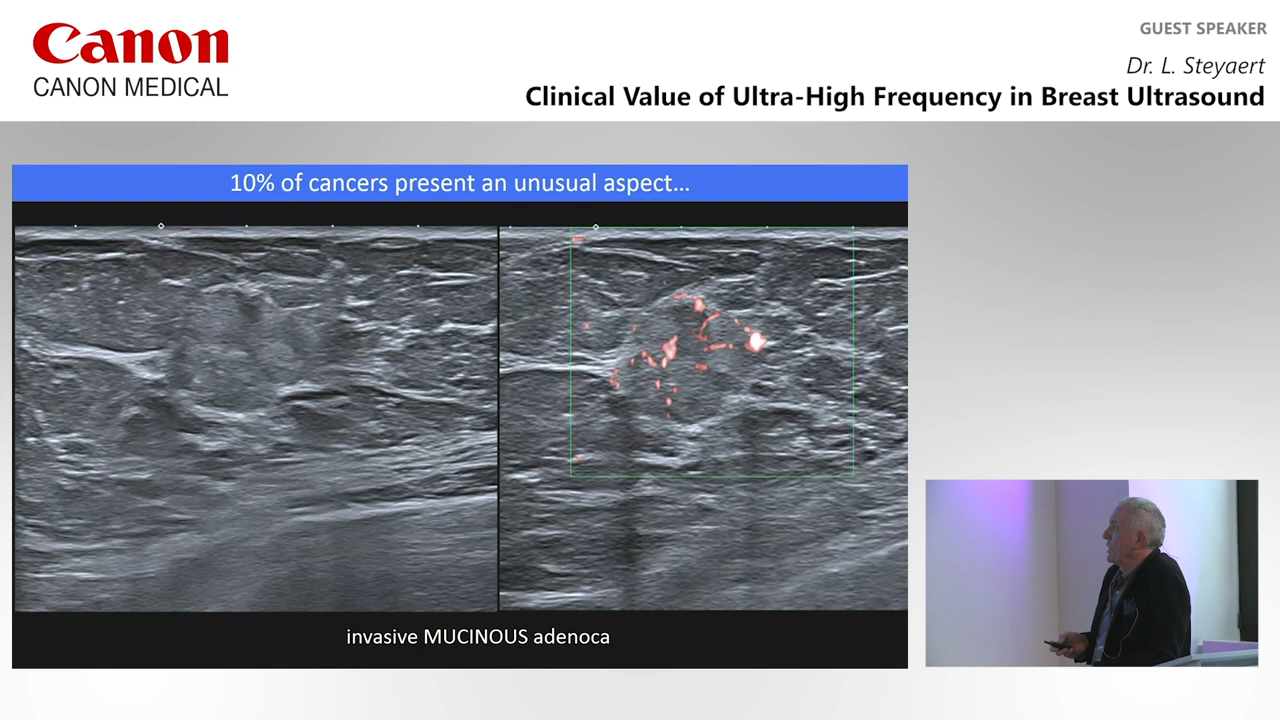 Canon
CANON MEDICAL
GUEST SPEAKER
Dr. L. Steyaert
Clinical Value of Ultra-High Frequency in Breast Ultrasound
10% of cancers present an unusual aspect...
invasive MUCINOUS adenoca